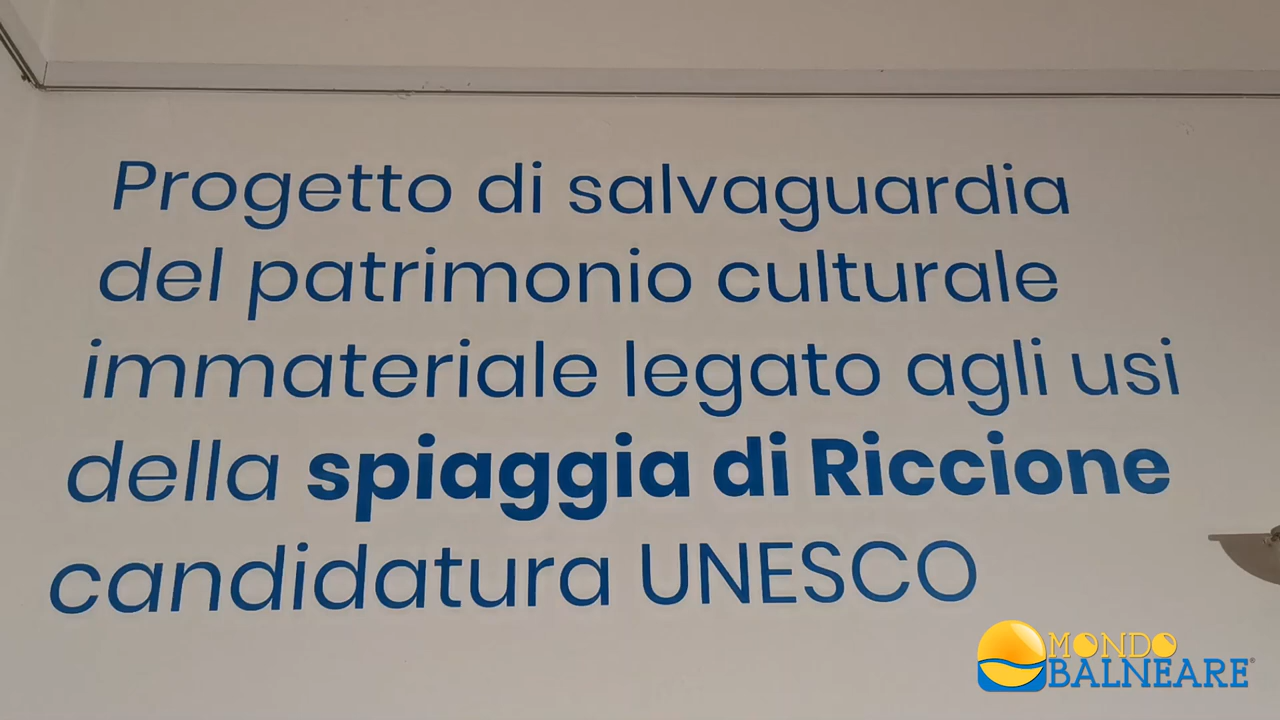 Progetto di salvaguardia
del patrimonio culturale
immateriale legato agli usi
della spiaggia di Riccione
candidatura UNESCO
MONDO
BALNEARE®